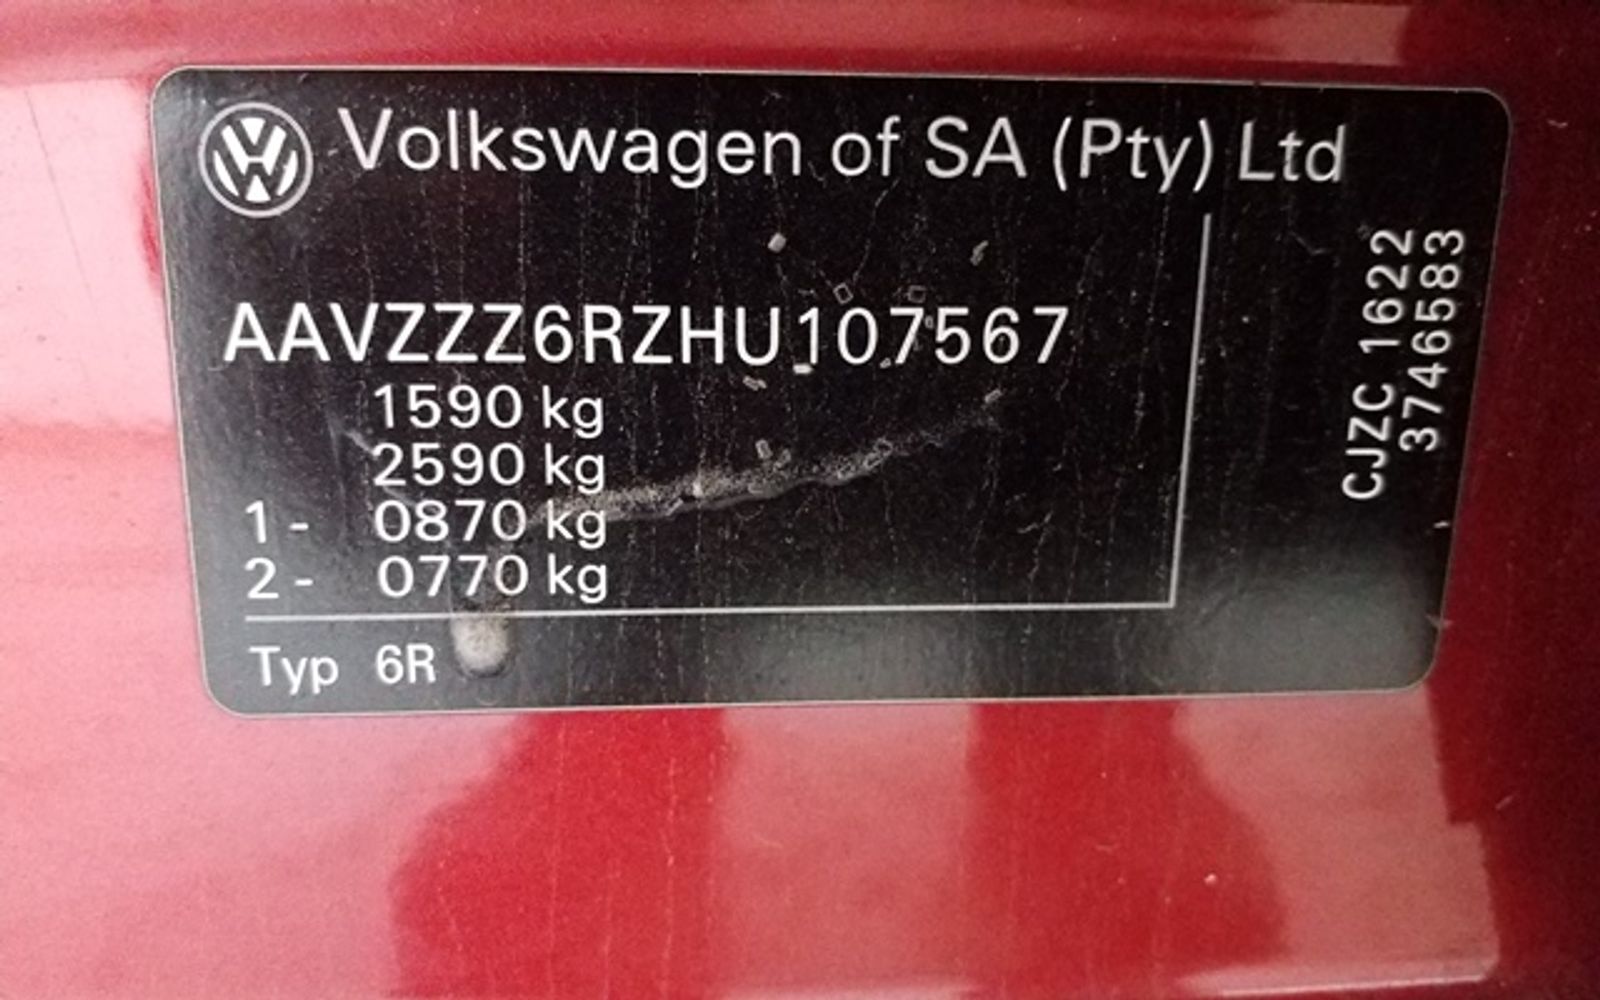 Volkswagen of SA (Pty) Ltd
AAVZZZ6RZHU107567
1590 kg
2590 kg
1 - 0870 kg
2 - 0770 kg
Typ 6R
CJZC 1622
3746583